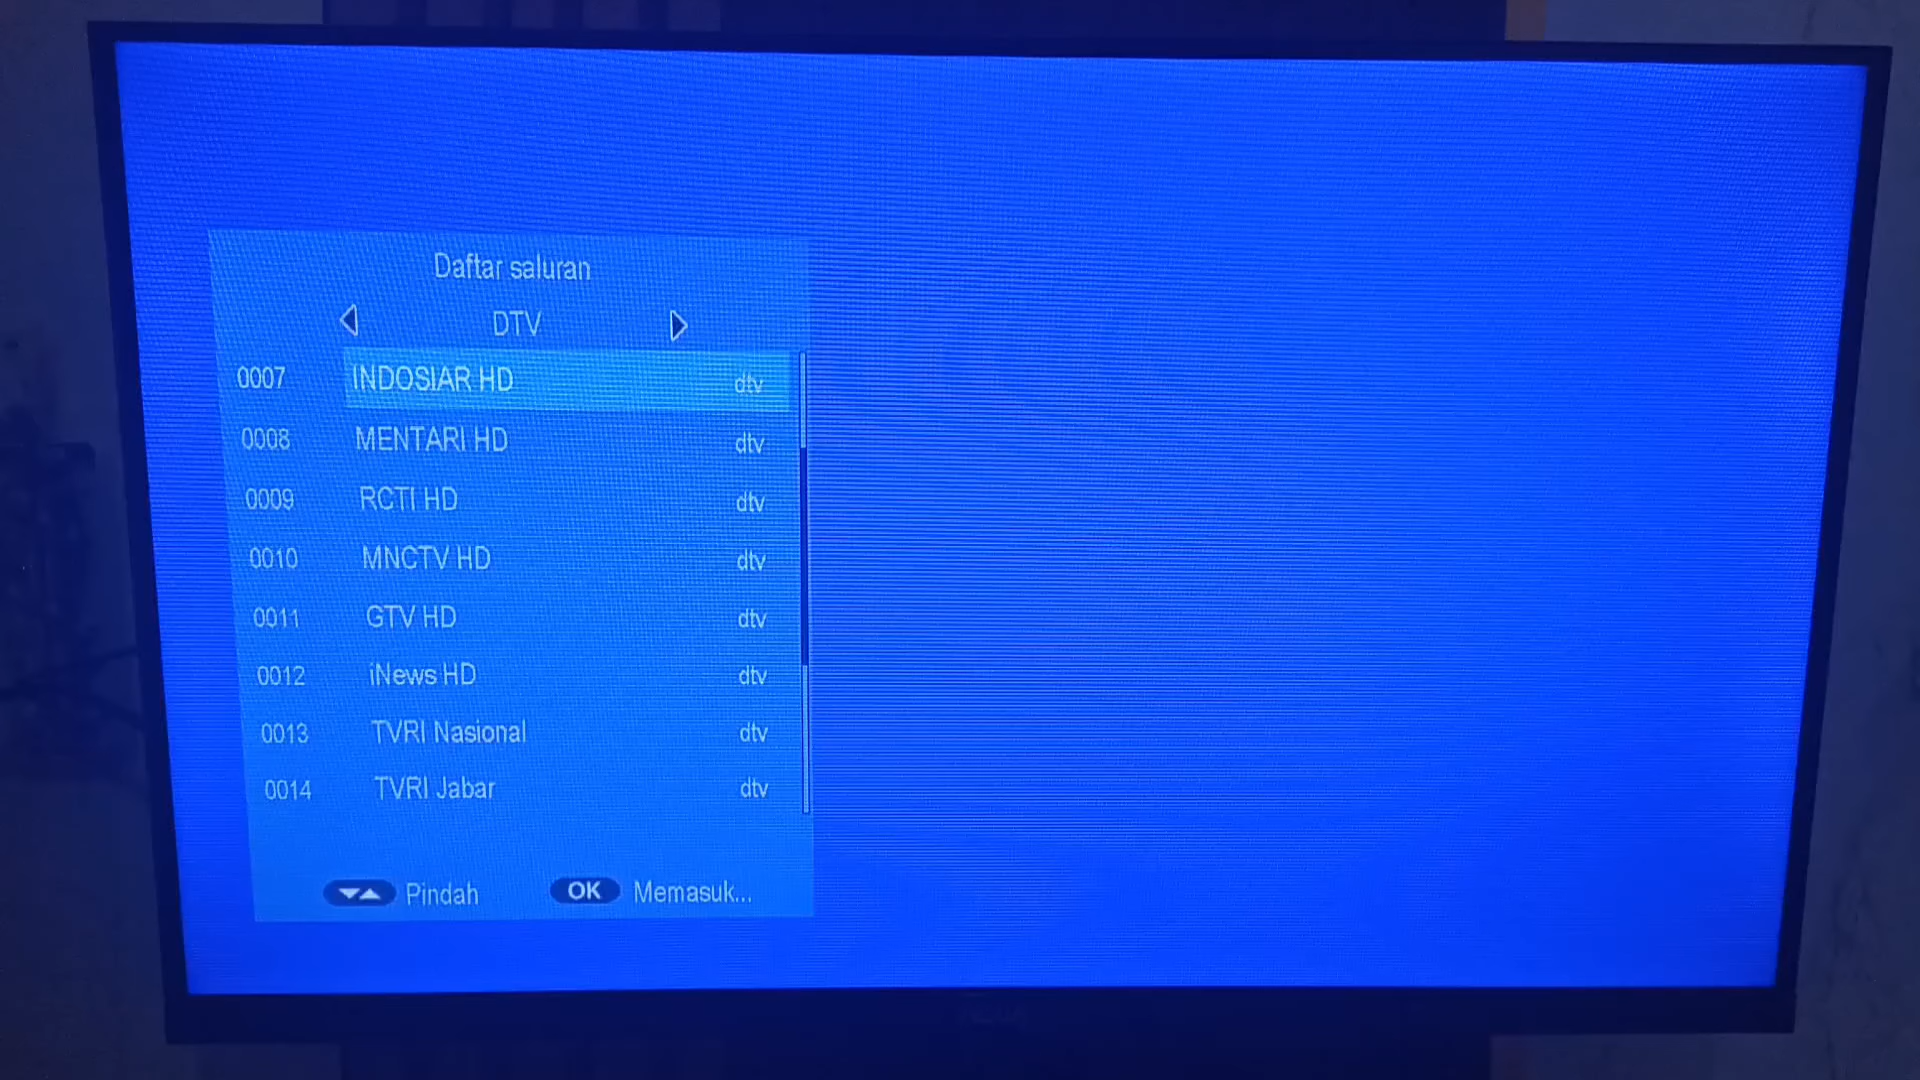 Daftar saluran
DTV
0007 INDOSIAR HD dtv
0008 MENTARI HD dtv
0009 RCTI HD dtv
0010 MNCTV HD dtv
0011 GTV HD dtv
0012 iNews HD dtv
0013 TVRI Nasional dtv
0014 TVRI Jabar dtv
Pindah OK Memasuk...